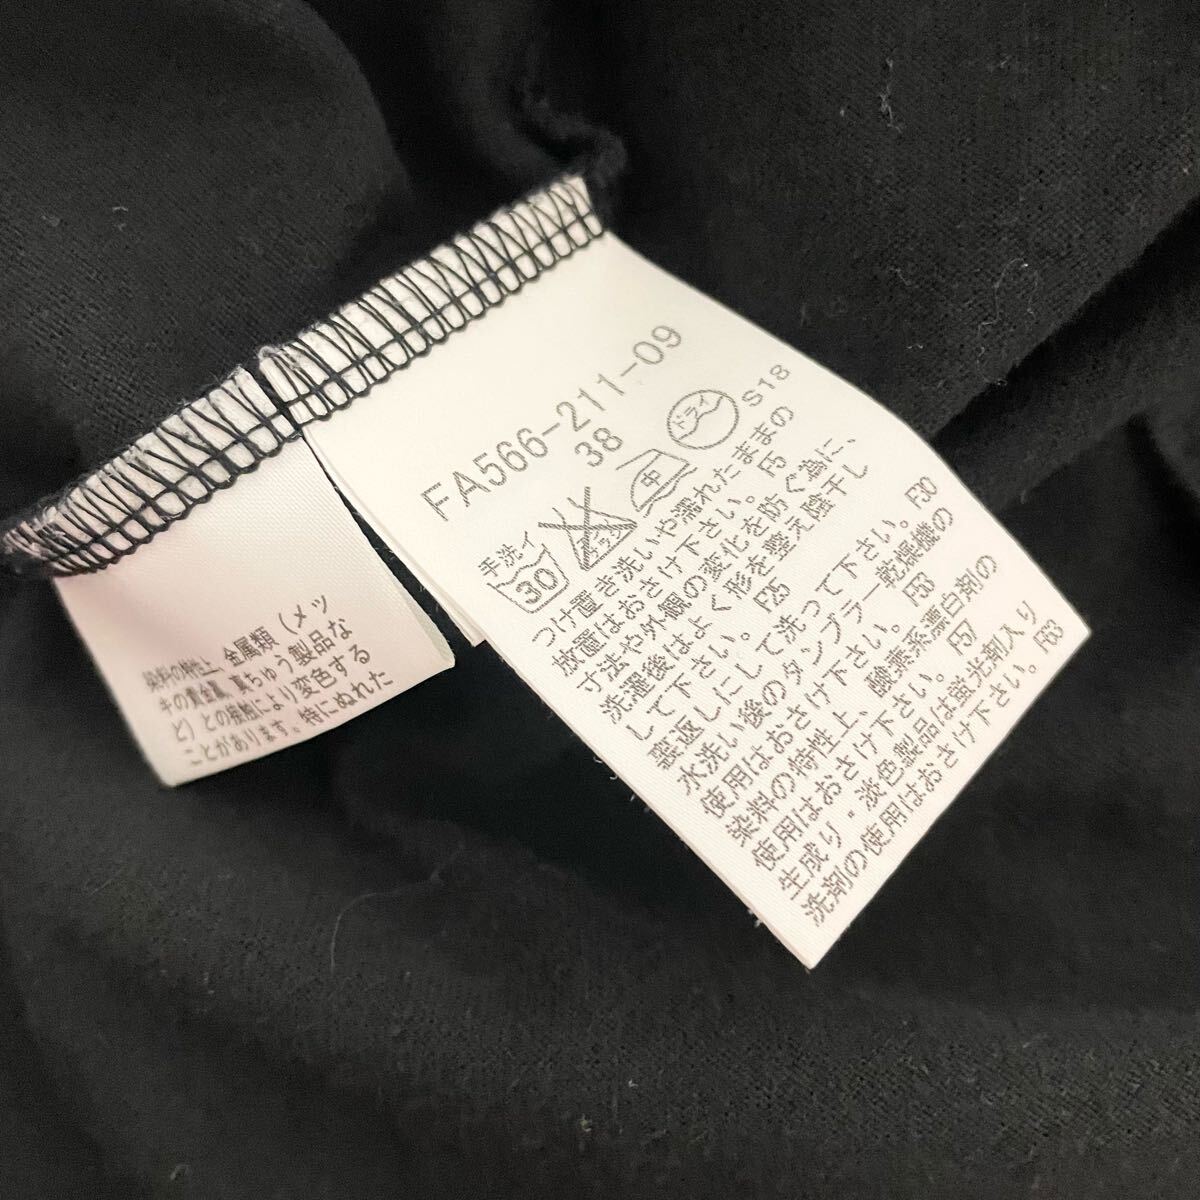 FA566-211-09
38
手洗イ
30
中
ドライ
S18
つけ置き洗いや濡れたままの
放置はおさけ下さい。 F5
寸法や外観の変化を防ぐ為に、
洗濯後はよく形を整え陰干し
して下さい。 F25
裏返しにして洗って下さい。 F30
水洗い後のタンブラー乾燥機の
使用はおさけ下さい。 F53
染料の特性上、酸素系漂白剤の
使用はおさけ下さい。 F57
生成り・淡色製品は蛍光剤入り
洗剤の使用はおさけ下さい。 F63
染料の特性上、金属類（メッ
キの貴金属、真ちゅう製品な
ど）との接触により変色する
ことがあります。特にぬれた